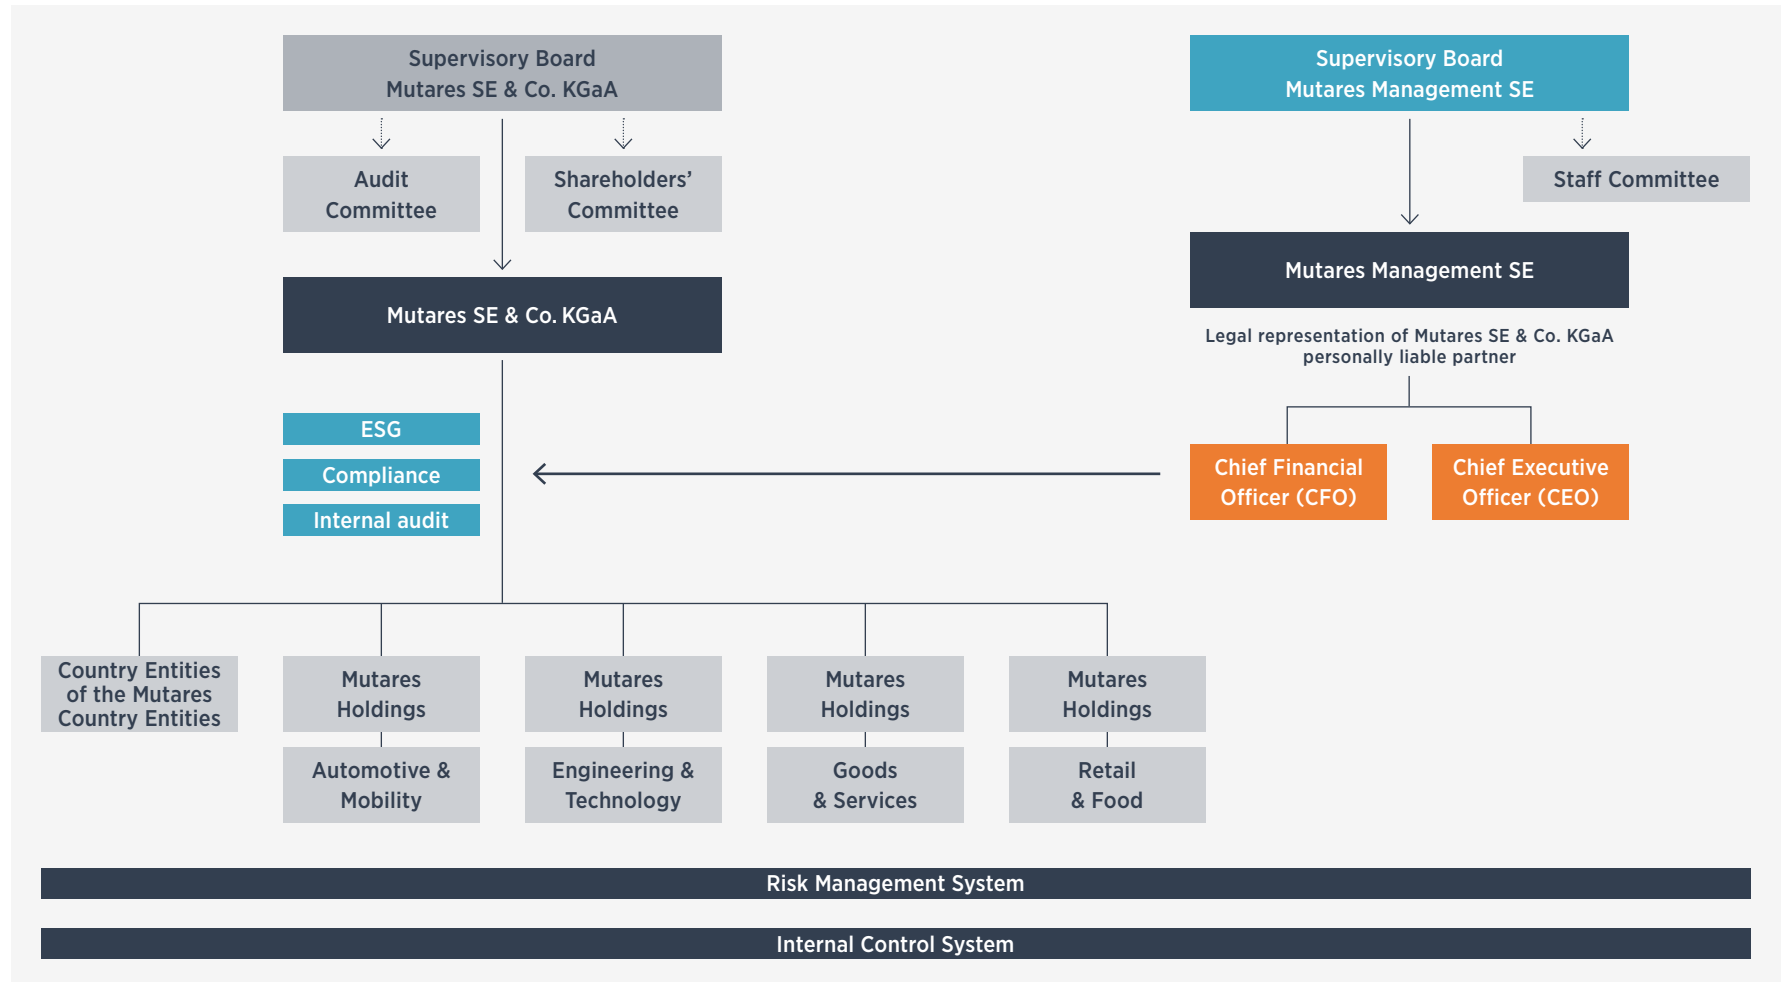 Supervisory Board
Mutares SE & Co. KGaA
Audit
Committee
Shareholders’
Committee
Mutares SE & Co. KGaA
Supervisory Board
Mutares Management SE
Staff Committee
Mutares Management SE
Legal representation of Mutares SE & Co. KGaA
personally liable partner
ESG
Compliance
Internal audit
Chief Financial
Officer (CFO)
Chief Executive
Officer (CEO)
Country Entities
of the Mutares
Country Entities
Mutares
Holdings
Mutares
Holdings
Mutares
Holdings
Mutares
Holdings
Automotive &
Mobility
Engineering &
Technology
Goods
& Services
Retail
& Food
Risk Management System
Internal Control System